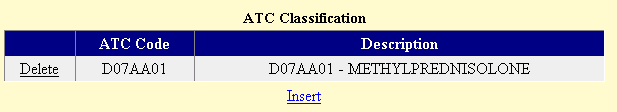 ATC Classification
ATC Code Description
Delete D07AA01 D07AA01 - METHYLPREDNISOLONE
Insert